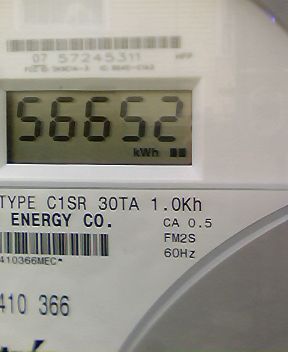 07 57245311
56652
kWh
TYPE C1SR 30TA 1.0Kh
ENERGY CO.
CA 0.5
FM2S
60Hz
410366MEC*
410 366